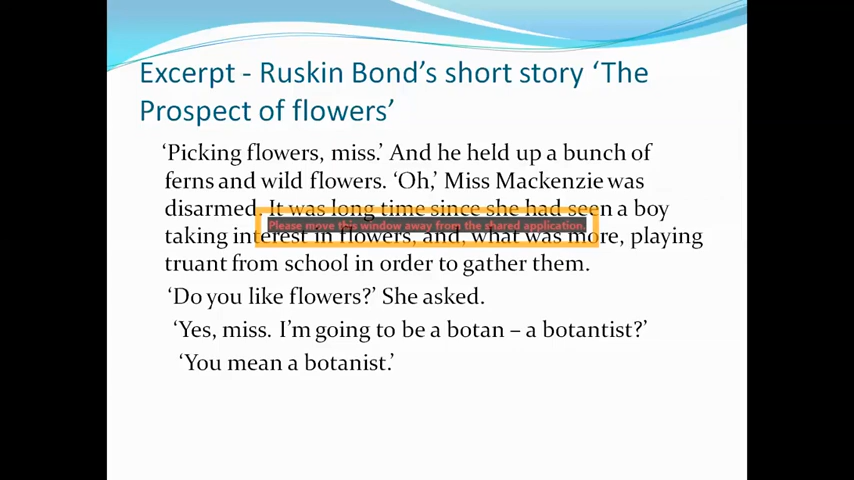 Excerpt - Ruskin Bond's short story 'The
Prospect of flowers'
'Picking flowers, miss.' And he held up a bunch of
ferns and wild flowers. 'Oh,' Miss Mackenzie was
disarmed. It was long time since she had seen a boy
Please move this window away from the shared application.
taking interest in flowers, and, what was more, playing
truant from school in order to gather them.
'Do you like flowers?' She asked.
'Yes, miss. I'm going to be a botan – a botantist?'
'You mean a botanist.'